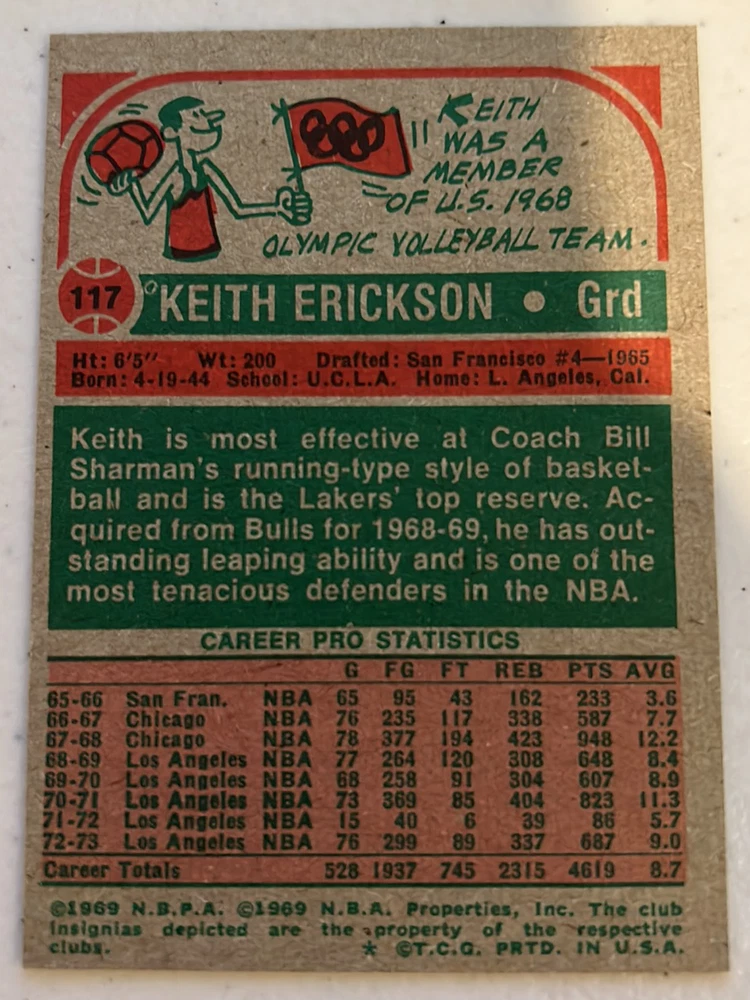 KEITH
WAS A
MEMBER
OF U.S. 1968
OLYMPIC VOLLEYBALL TEAM.
117 KEITH ERICKSON • Grd
Ht: 6'5" Wt: 200 Drafted: San Francisco #4—1965
Born: 4-19-44 School: U.C.L.A. Home: L. Angeles, Cal.
Keith is most effective at Coach Bill
Sharman's running-type style of basket-
ball and is the Lakers' top reserve. Ac-
quired from Bulls for 1968-69, he has out-
standing leaping ability and is one of the
most tenacious defenders in the NBA.
CAREER PRO STATISTICS
G FG FT REB PTS AVG
65-66 San Fran. NBA 65 95 43 162 233 3.6
66-67 Chicago NBA 76 235 117 338 587 7.7
67-68 Chicago NBA 78 377 194 423 948 12.2
68-69 Los Angeles NBA 77 264 120 308 648 8.4
69-70 Los Angeles NBA 68 258 91 304 607 8.9
70-71 Los Angeles NBA 73 369 85 404 823 11.3
71-72 Los Angeles NBA 15 40 6 39 86 5.7
72-73 Los Angeles NBA 76 299 89 337 687 9.0
Career Totals 528 1937 745 2315 4619 8.7
©1969 N.B.P.A. ©1969 N.B.A. Properties, Inc. The club
insignias depicted are the property of the respective
clubs. * ©T.C.G. PRTD. IN U.S.A.